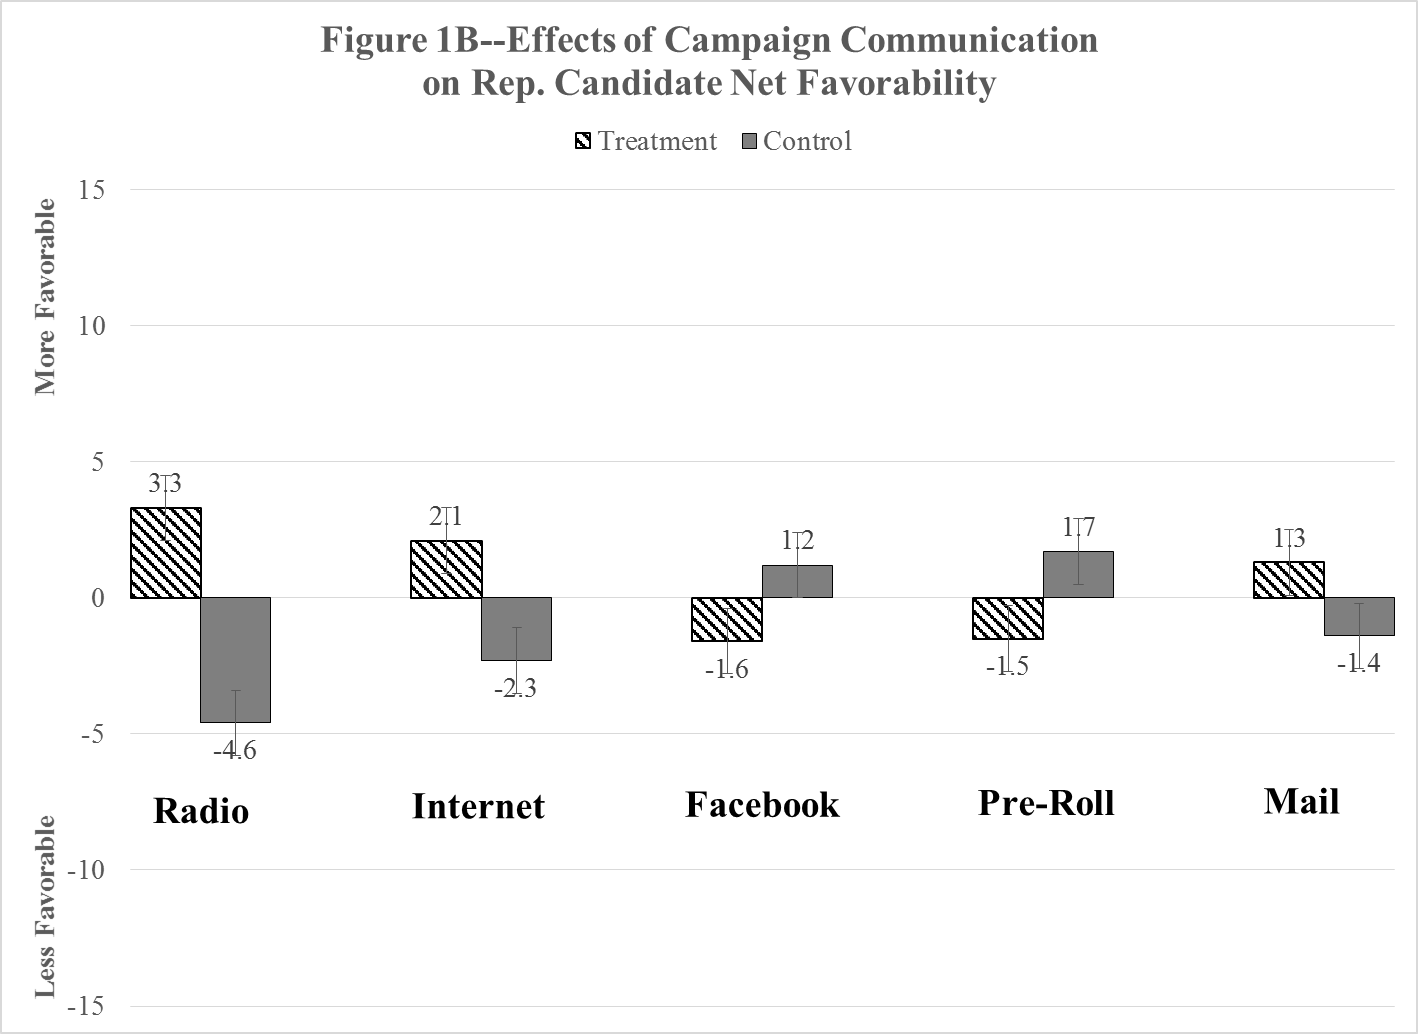 Figure 1B--Effects of Campaign Communication
on Rep. Candidate Net Favorability
Treatment Control
More Favorable
Less Favorable
15
10
5
0
-5
-10
-15
3.3
-4.6
2.1
-2.3
-1.6
1.2
-1.5
1.7
1.3
-1.4
Radio
Internet
Facebook
Pre-Roll
Mail